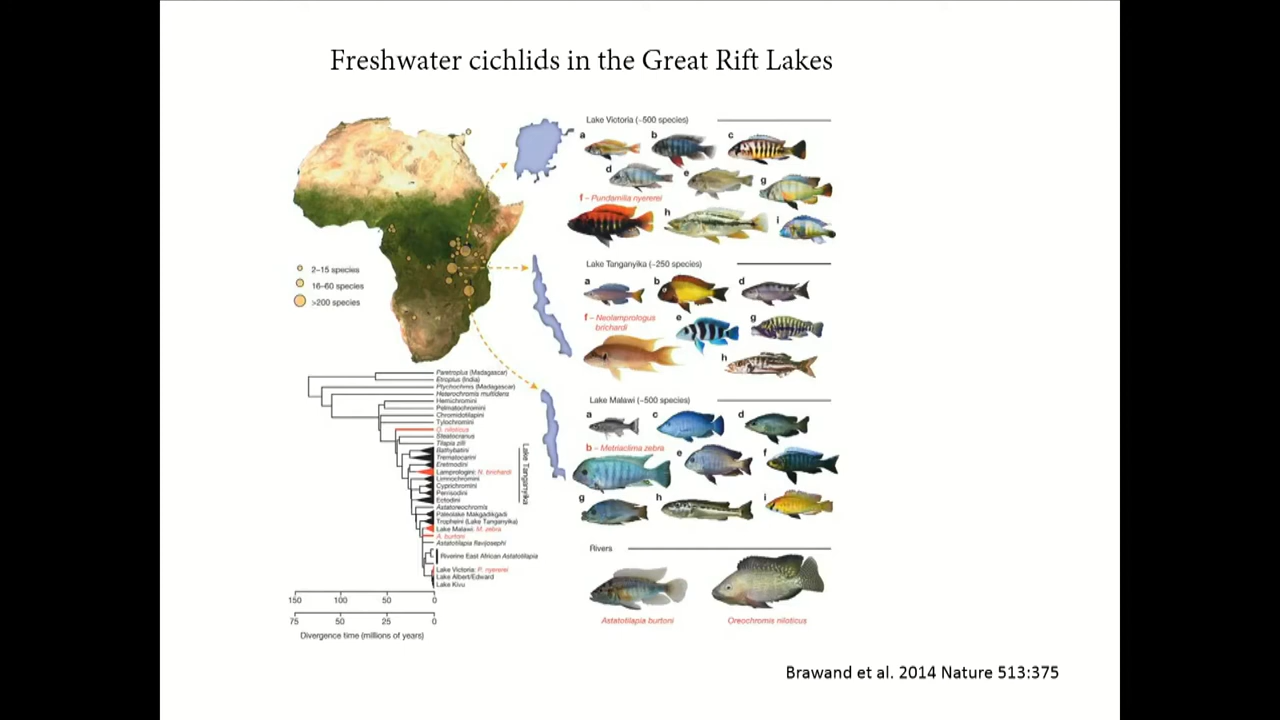 Freshwater cichlids in the Great Rift Lakes
Lake Victoria (~500 species)
a
b
c
d
e
g
f – Pundamilia nyererei
h
i
2–15 species
16–60 species
>200 species
Lake Tanganyika (~250 species)
a
b
d
f – Neolamprologus
brichardi
e
g
h
Lake Malawi (~500 species)
a
c
d
b – Metriaclima zebra
e
f
g
h
i
Rivers
Astatotilapia burtoni
Oreochromis niloticus
Paretroplus (Madagascar)
Etroplus (India)
Ptychochmis (Madagascar)
Heterochromis multidens
Hemichromini
Pelmatochromini
Chromidotilapini
Tylochromini
O. niloticus
Steatocranus
Tilapia zilli
Bathybatini
Trematocarini
Eretmodini
Lamprologini: N. brichardi
Limnochromini
Cyprichromini
Perrisodini
Ectodini
Lake Tanganyika
Astatoreochromis
Paleolake Makgadikgadi
Tropheini (Lake Tanganyika)
Lake Malawi: M. zebra
A. burtoni
Astatotilapia flavijosephi
Riverine East African Astatotilapia
Lake Victoria: P. nyererei
Lake Albert/Edward
Lake Kivu
150 100 50 0
75 50 25 0
Divergence time (millions of years)
Brawand et al. 2014 Nature 513:375